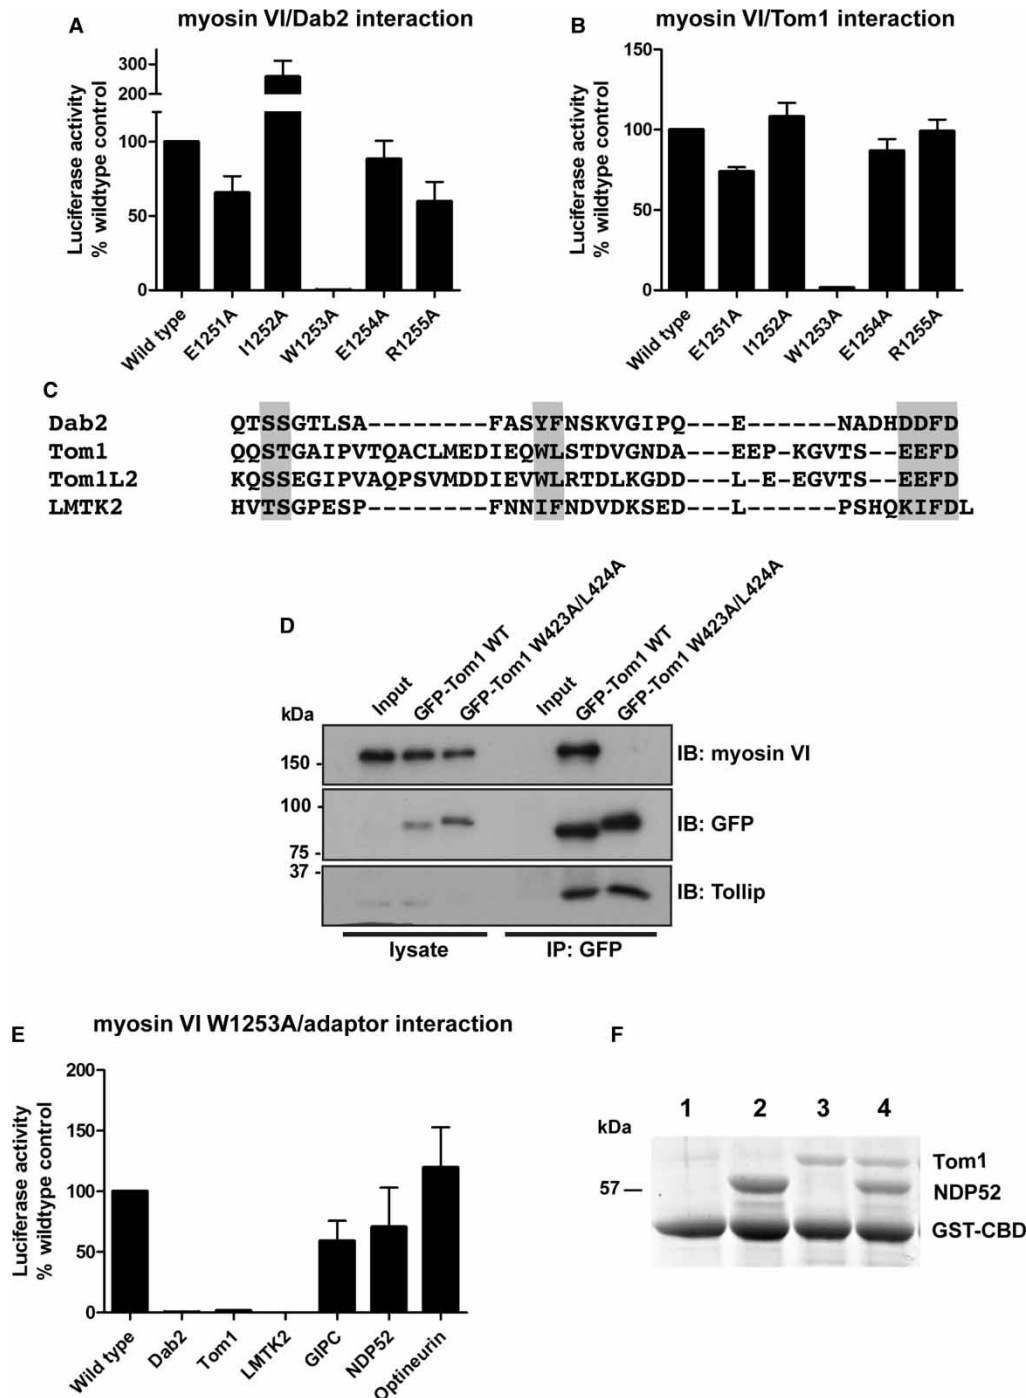 A
myosin VI/Dab2 interaction
Luciferase activity
% wildtype control
300
200
100
50
0
Wild type
E1251A
I1252A
W1253A
E1254A
R1255A
B
myosin VI/Tom1 interaction
Luciferase activity
% wildtype control
150
100
50
0
Wild type
E1251A
I1252A
W1253A
E1254A
R1255A
C
Dab2 QTSSGTLSA--------FASYFNSKVGIPQ---E------NADHDDFD
Tom1 QQSTGAIPVTQACLMEDIEQWLSTDVGNDA---EEP-KGVTS--EEFD
Tom1L2 KQSSEGIPVAQPSVMDDIEVWLRTDLKGDD---L-E-EGVTS--EEFD
LMTK2 HVTSGPESP--------FNNIFNDVDKSED---L------PSHQKIFDL
D
Input
GFP-Tom1 WT
GFP-Tom1 W423A/L424A
Input
GFP-Tom1 WT
GFP-Tom1 W423A/L424A
kDa
150 -
IB: myosin VI
100 -
75 -
IB: GFP
37 -
IB: Tollip
lysate
IP: GFP
E
myosin VI W1253A/adaptor interaction
Luciferase activity
% wildtype control
200
150
100
50
0
Wild type
Dab2
Tom1
LMTK2
GIPC
NDP52
Optineurin
F
1 2 3 4
kDa
57 —
Tom1
NDP52
GST-CBD